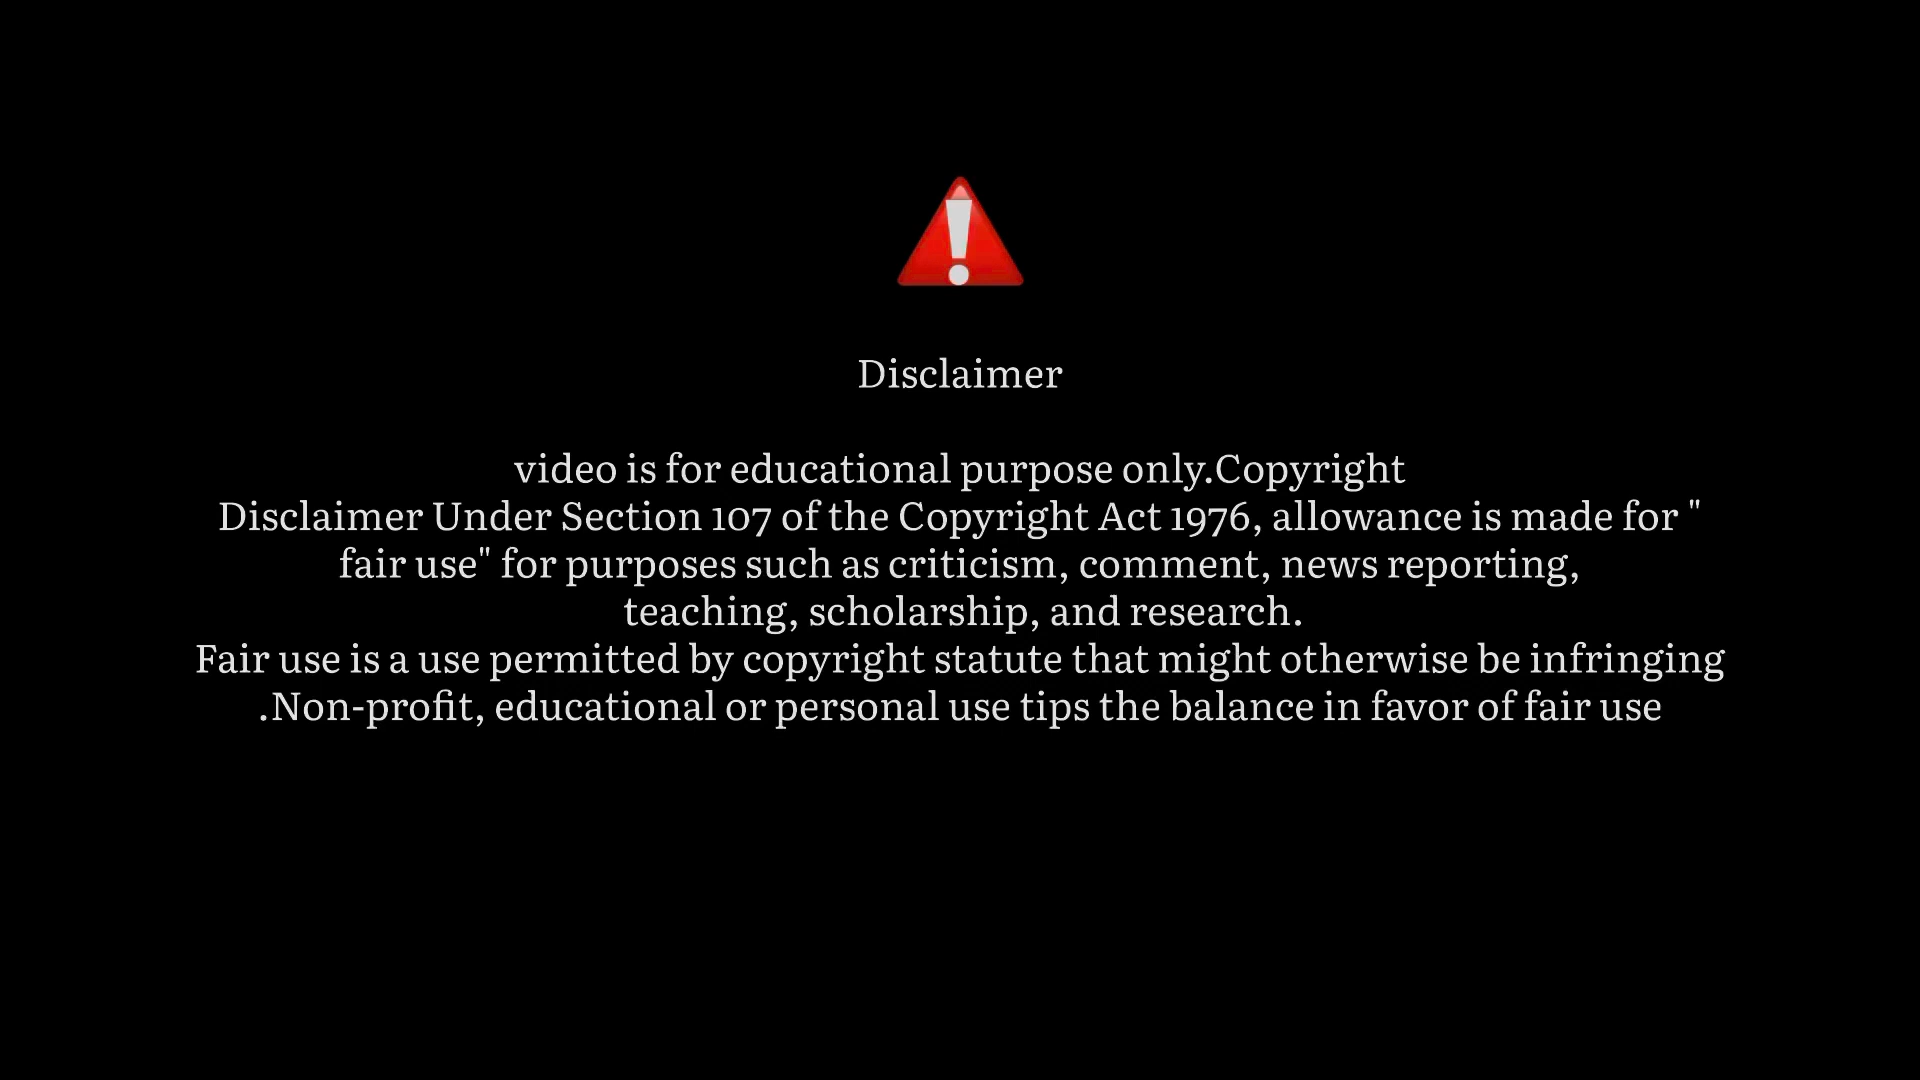 Disclaimer
video is for educational purpose only.Copyright
Disclaimer Under Section 107 of the Copyright Act 1976, allowance is made for "
fair use" for purposes such as criticism, comment, news reporting,
teaching, scholarship, and research.
Fair use is a use permitted by copyright statute that might otherwise be infringing
.Non-profit, educational or personal use tips the balance in favor of fair use